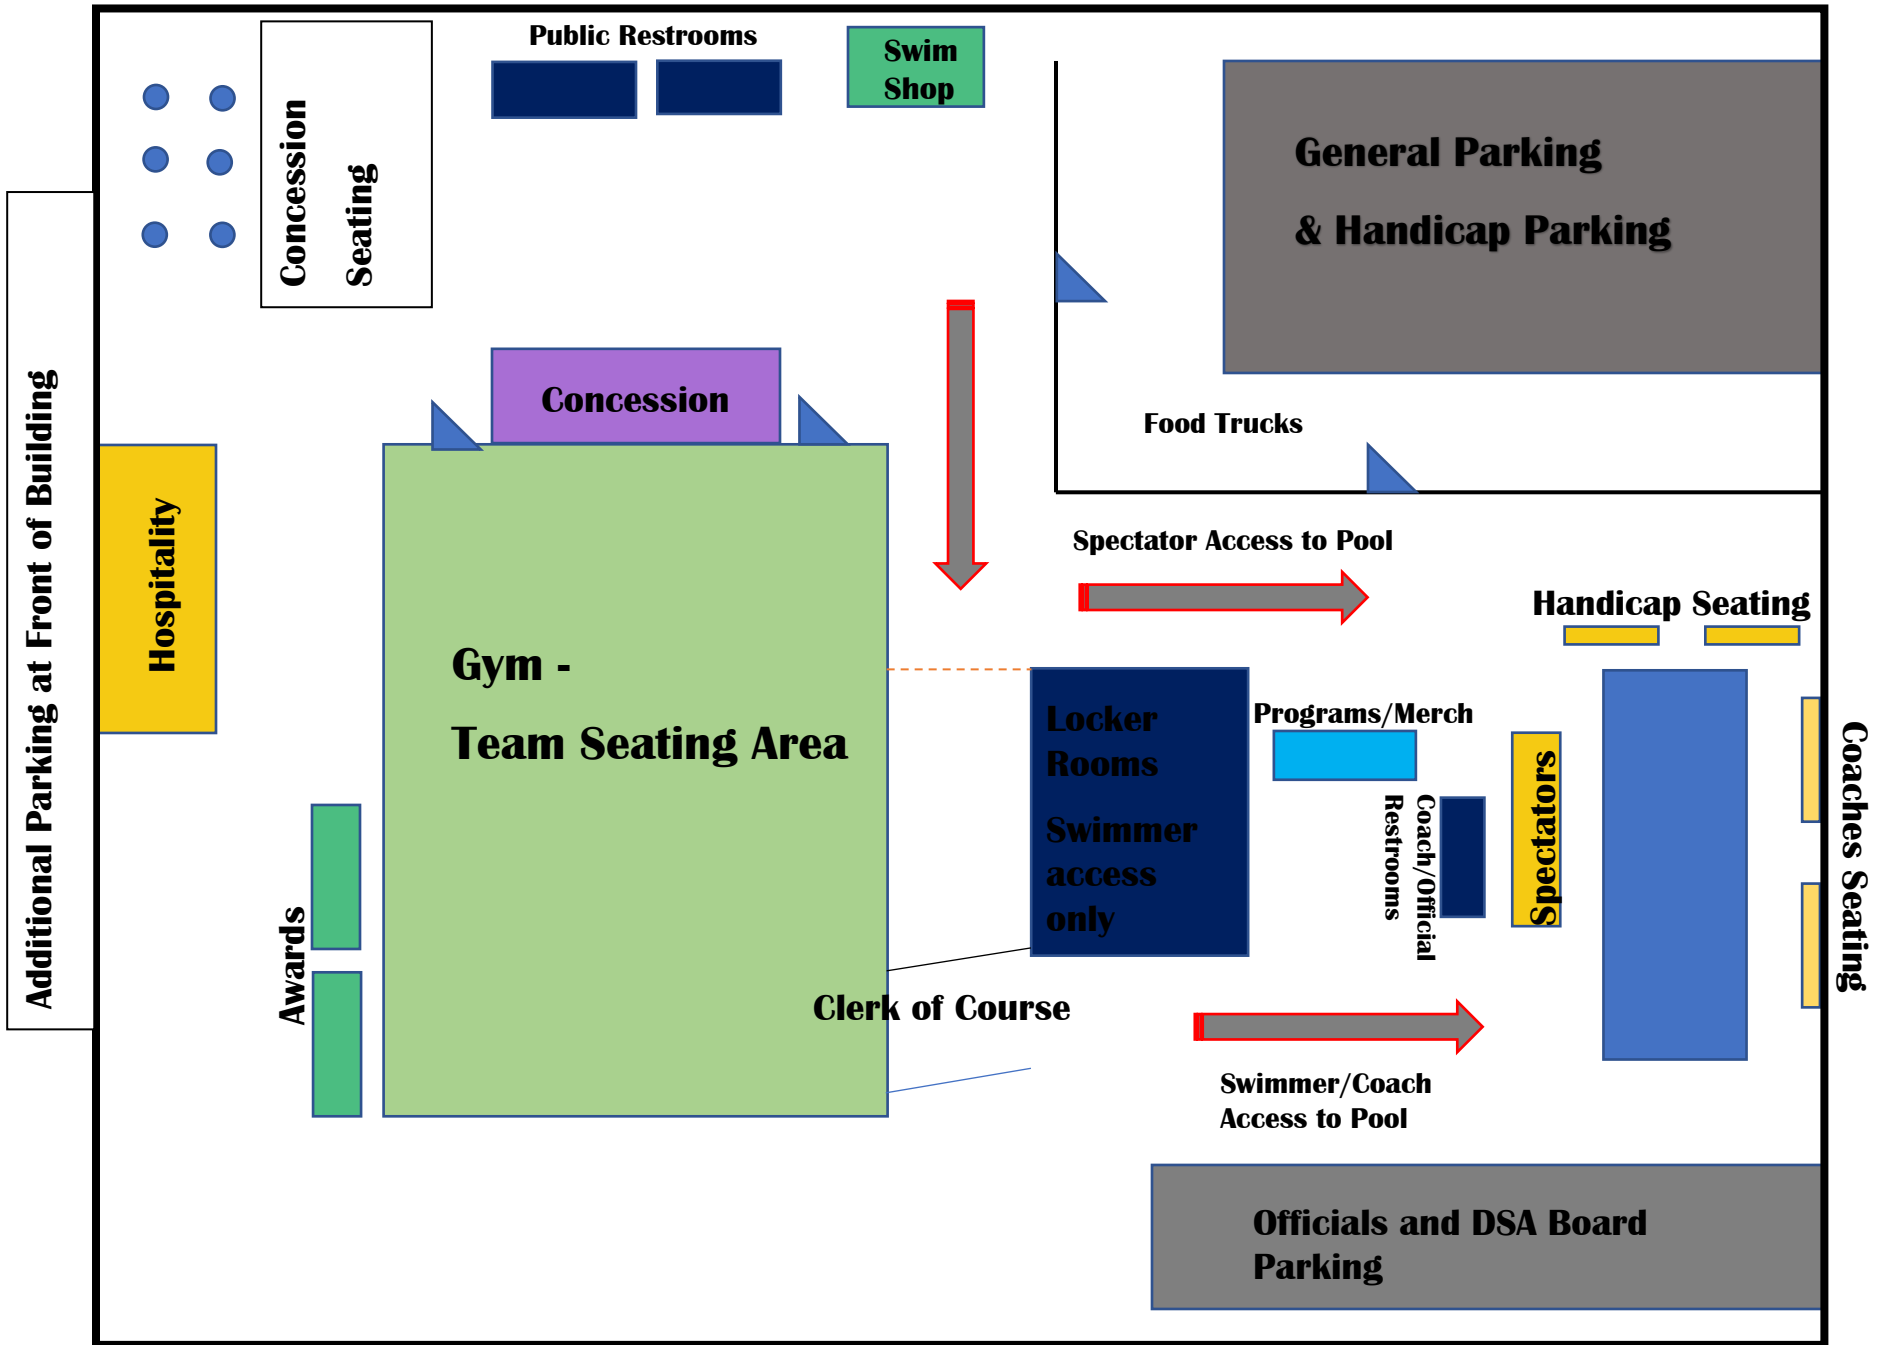 Public Restrooms
Swim
Shop
Concession
Seating
General Parking
& Handicap Parking
Additional Parking at Front of Building
Concession
Food Trucks
Hospitality
Spectator Access to Pool
Handicap Seating
Gym -
Team Seating Area
Locker
Rooms
Swimmer
access
only
Programs/Merch
Coach/Official
Restrooms
Spectators
Coaches Seating
Awards
Clerk of Course
Swimmer/Coach
Access to Pool
Officials and DSA Board
Parking